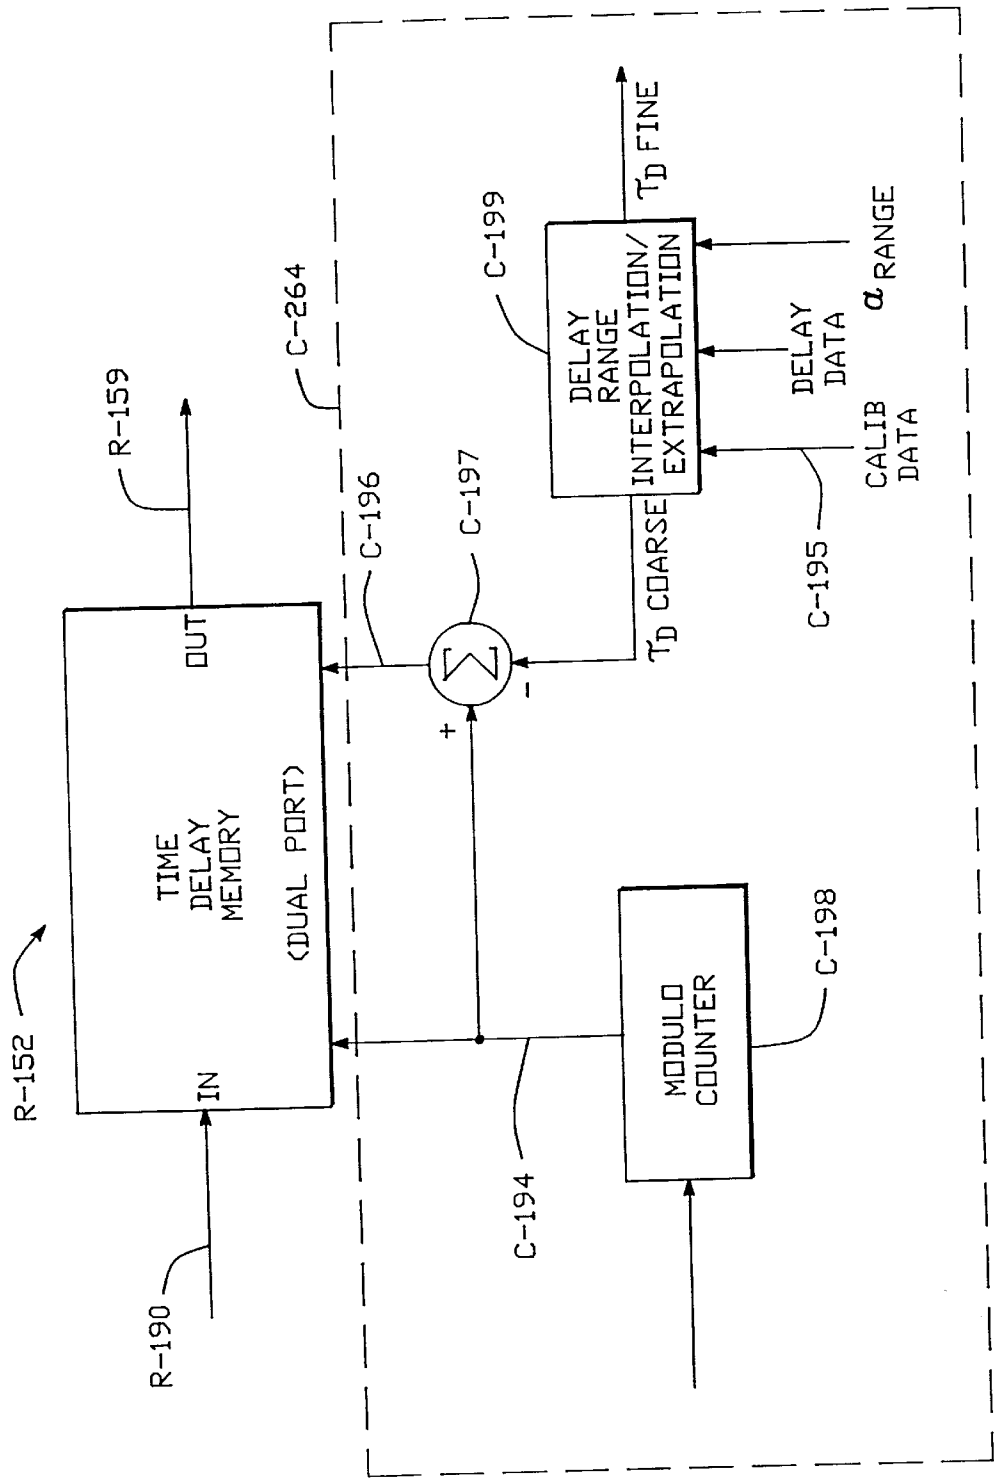 R-152
R-190
IN
TIME
DELAY
MEMORY
(DUAL PORT)
OUT
R-159
C-264
C-196
C-194
+
-
Σ
C-197
τD COARSE
DELAY
RANGE
INTERPOLATION/
EXTRAPOLATION
C-199
τD FINE
MODULO
COUNTER
C-198
C-195
CALIB
DATA
DELAY
DATA
a RANGE